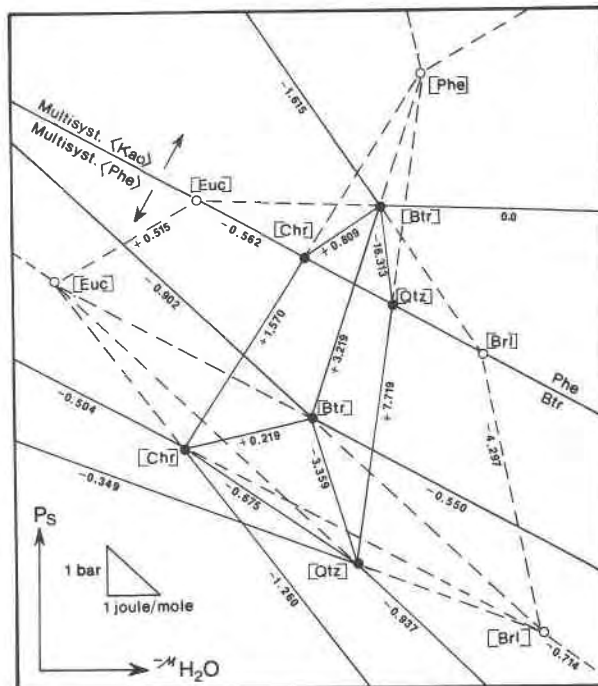 -1.615
[Phe]
Multisyst. ⟨Kao⟩
Multisyst. ⟨Phe⟩
[Euc]
[Btr]
0.0
[Chr]
+0.809
-16.313
+0.515
-0.562
[Euc]
-0.902
[Qtz]
+1.570
+3.219
[Brl]
Phe
Btr
+7.719
-0.504
[Btr]
-4.297
[Chr]
+0.219
-0.349
-3.359
-0.550
-0.675
PS
[Qtz]
1 bar
1 joule/mole
-1.260
-0.937
[Brl]
-0.714
-μH2O